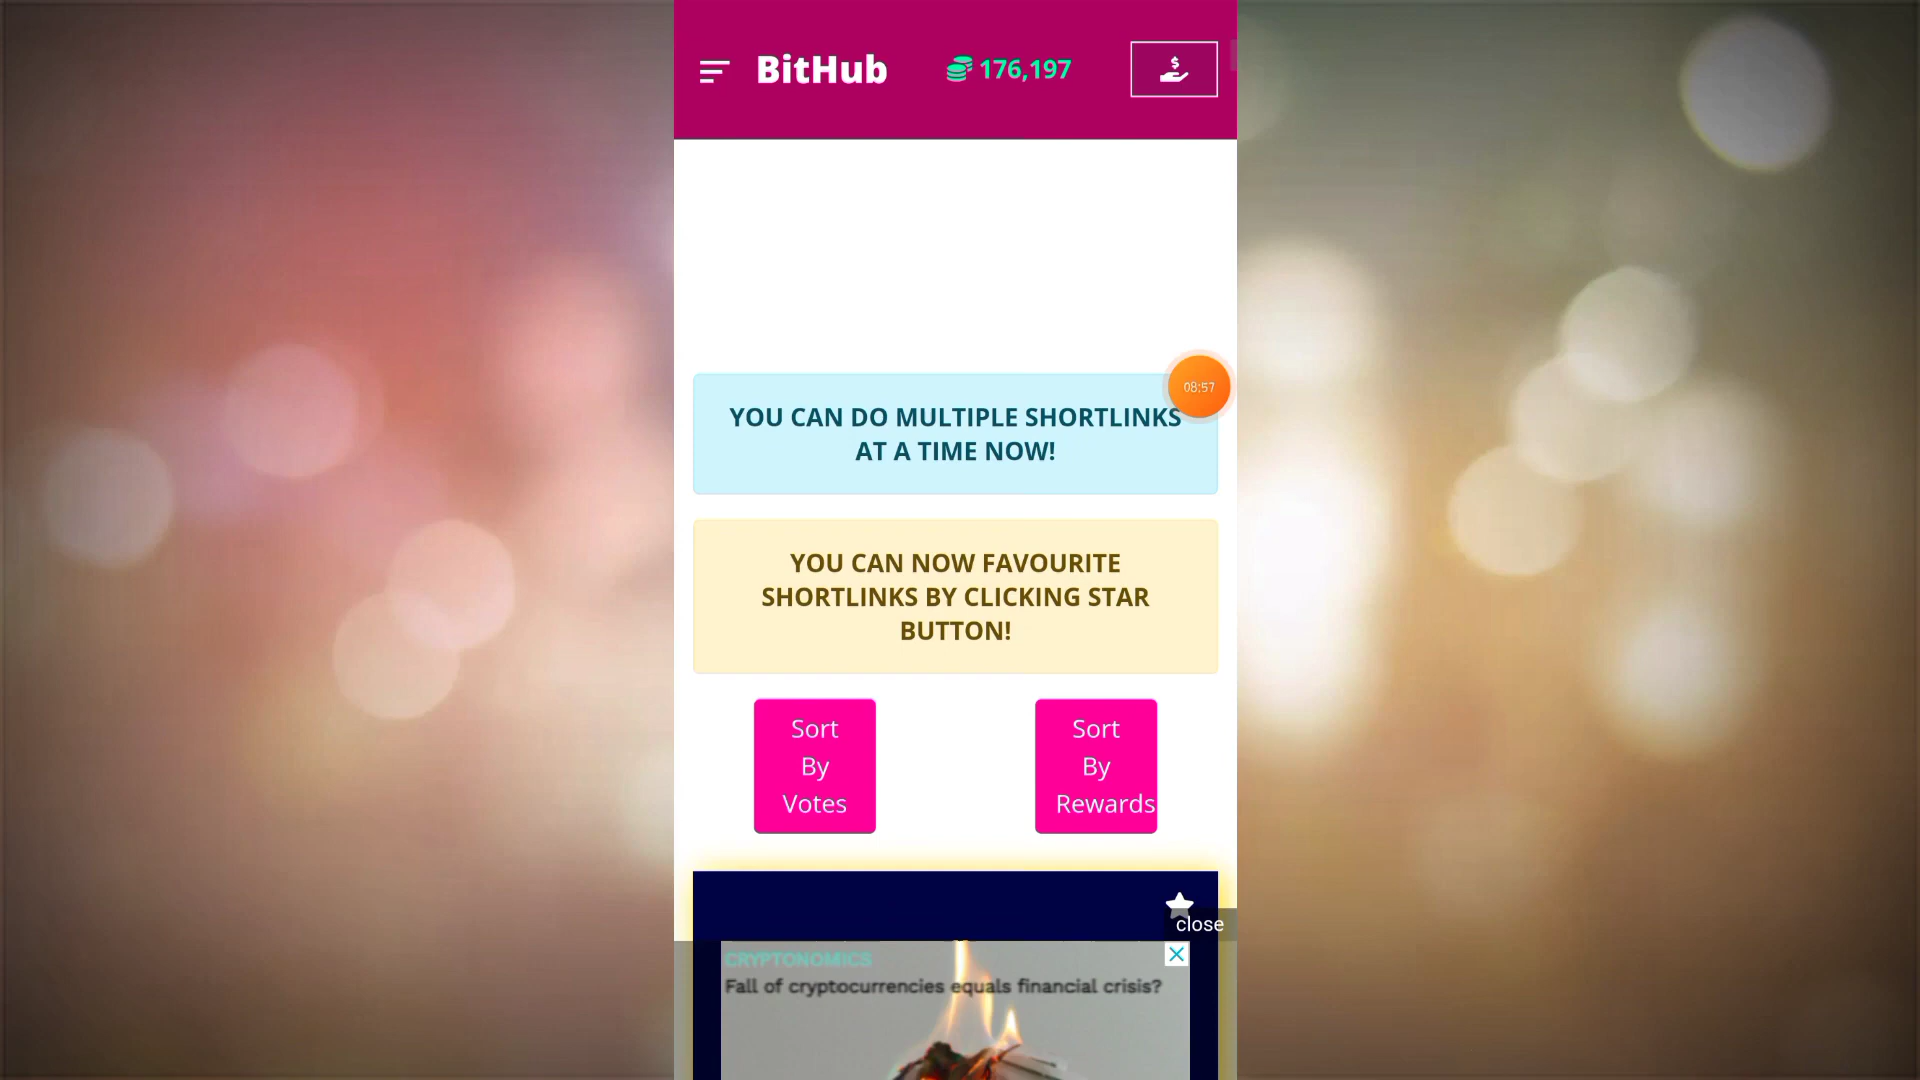 BitHub
176,197
08:57
YOU CAN DO MULTIPLE SHORTLINKS
AT A TIME NOW!
YOU CAN NOW FAVOURITE
SHORTLINKS BY CLICKING STAR
BUTTON!
Sort
By
Votes
Sort
By
Rewards
close
CRYPTONOMICS
Fall of cryptocurrencies equals financial crisis?